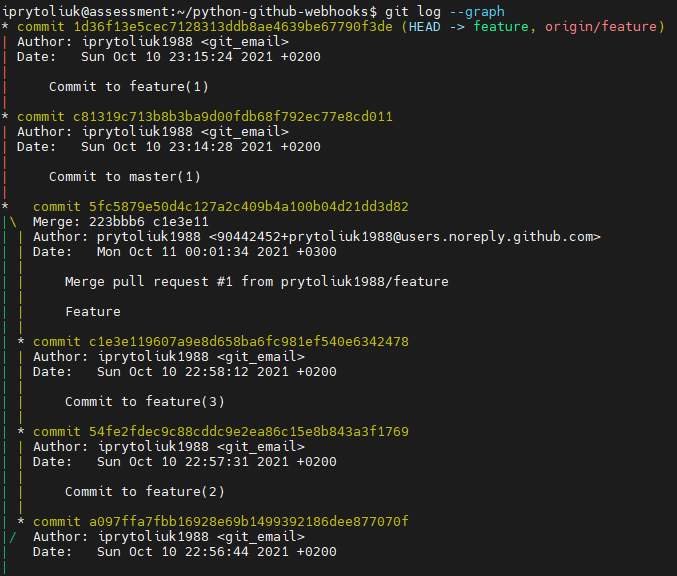 iprytoliuk@assessment:~/python-github-webhooks$ git log --graph
* commit 1d36f13e5cec7128313ddb8ae4639be67790f3de (HEAD -> feature, origin/feature)
| Author: iprytoliuk1988 <git_email>
| Date:   Sun Oct 10 23:15:24 2021 +0200
|
|     Commit to feature(1)
|
* commit c81319c713b8b3ba9d00fdb68f792ec77e8cd011
| Author: iprytoliuk1988 <git_email>
| Date:   Sun Oct 10 23:14:28 2021 +0200
|
|     Commit to master(1)
|
*   commit 5fc5879e50d4c127a2c409b4a100b04d21dd3d82
|\  Merge: 223bbb6 c1e3e11
| | Author: prytoliuk1988 <90442452+prytoliuk1988@users.noreply.github.com>
| | Date:   Mon Oct 11 00:01:34 2021 +0300
| |
| |     Merge pull request #1 from prytoliuk1988/feature
| |
| |     Feature
| |
| * commit c1e3e119607a9e8d658ba6fc981ef540e6342478
| | Author: iprytoliuk1988 <git_email>
| | Date:   Sun Oct 10 22:58:12 2021 +0200
| |
| |     Commit to feature(3)
| |
| * commit 54fe2fdec9c88cddc9e2ea86c15e8b843a3f1769
| | Author: iprytoliuk1988 <git_email>
| | Date:   Sun Oct 10 22:57:31 2021 +0200
| |
| |     Commit to feature(2)
| |
| * commit a097ffa7fbb16928e69b1499392186dee877070f
|/  Author: iprytoliuk1988 <git_email>
|   Date:   Sun Oct 10 22:56:44 2021 +0200
|